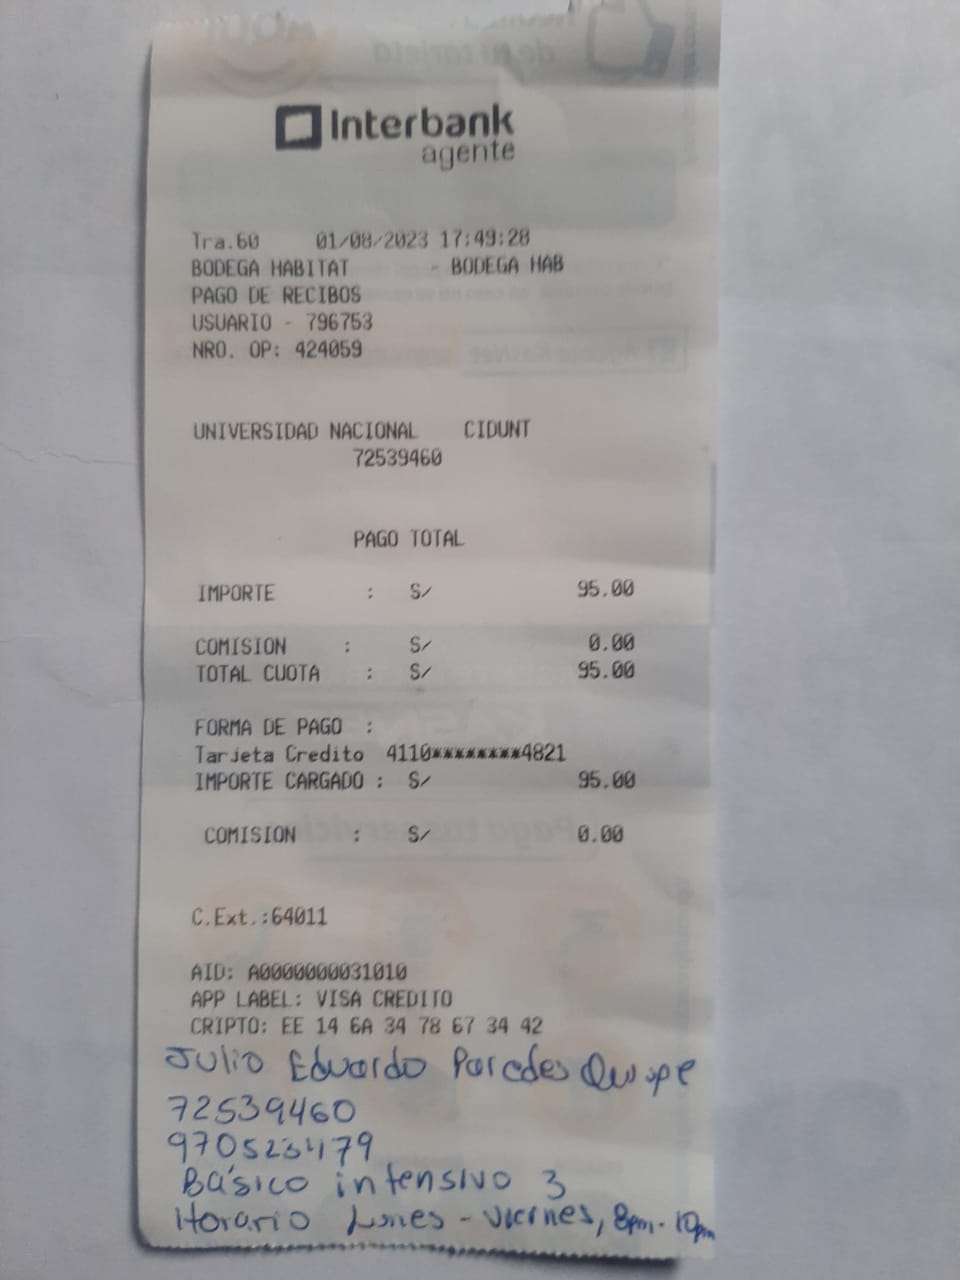 Interbank
agente
Tra.60 01/08/2023 17:49:28
BODEGA HABITAT - BODEGA HAB
PAGO DE RECIBOS
USUARIO - 796753
NRO. OP: 424059
UNIVERSIDAD NACIONAL CIDUNT
72539460
PAGO TOTAL
IMPORTE : S/ 95.00
COMISION : S/ 0.00
TOTAL CUOTA : S/ 95.00
FORMA DE PAGO :
Tarjeta Credito 4110********4821
IMPORTE CARGADO : S/ 95.00
COMISION : S/ 0.00
C.Ext.:64011
AID: A0000000031010
APP LABEL: VISA CREDITO
CRIPTO: EE 14 6A 34 78 67 34 42
Julio Eduardo Paredes Quispe
72539460
970523479
Básico intensivo 3
Horario Lunes - viernes, 8pm - 10pm